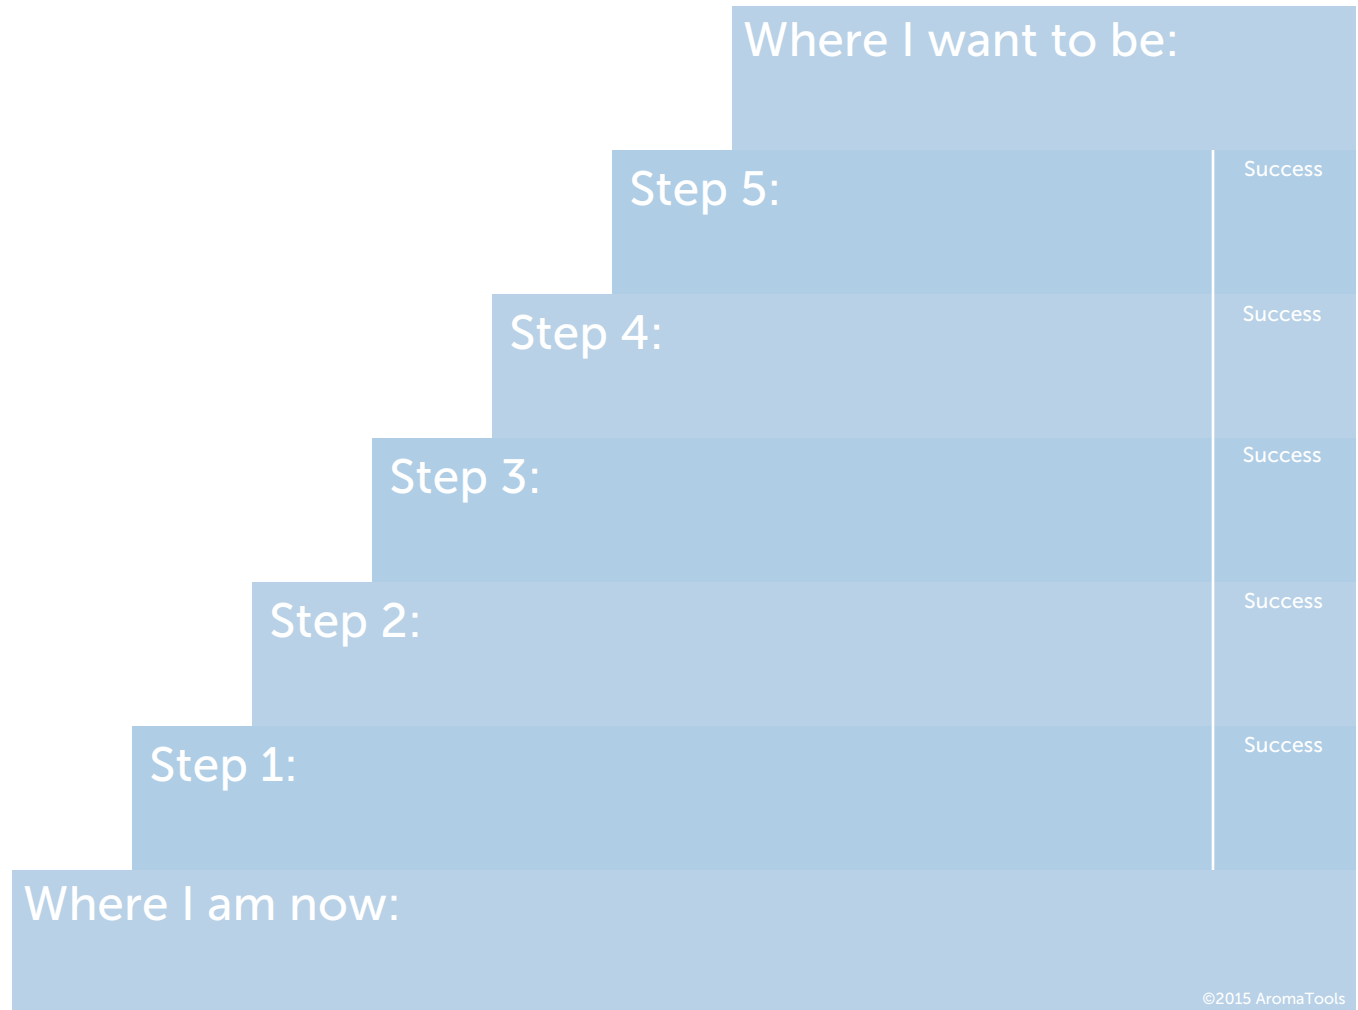 Where I want to be:
Step 5:
Success
Step 4:
Success
Step 3:
Success
Step 2:
Success
Step 1:
Success
Where I am now:
©2015 AromaTools